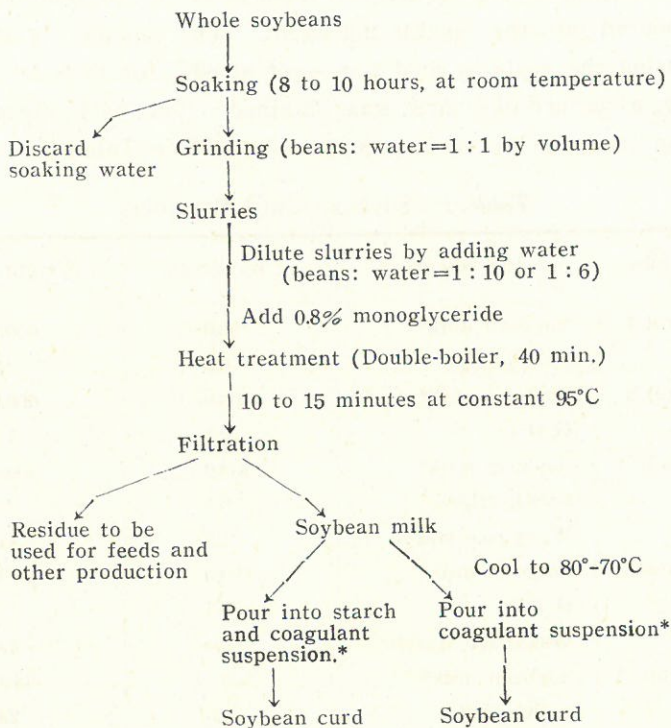 Whole soybeans
Soaking (8 to 10 hours, at room temperature)
Discard
soaking water
Grinding (beans: water=1 : 1 by volume)
Slurries
Dilute slurries by adding water
(beans: water=1 : 10 or 1 : 6)
Add 0.8% monoglyceride
Heat treatment (Double-boiler, 40 min.)
10 to 15 minutes at constant 95°C
Filtration
Residue to be
used for feeds and
other production
Soybean milk
Cool to 80°-70°C
Pour into starch
and coagulant
suspension.*
Pour into
coagulant suspension*
Soybean curd
Soybean curd